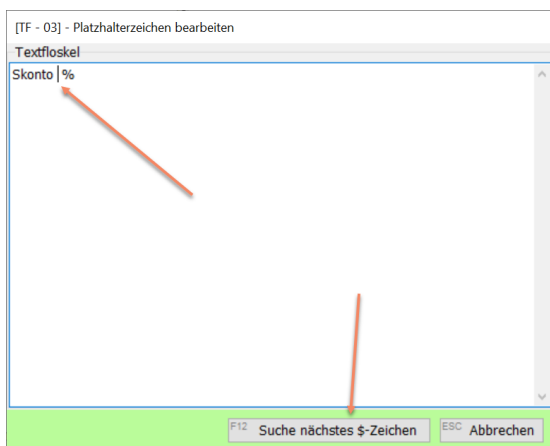 [TF - 03] - Platzhalterzeichen bearbeiten
Textfloskel
Skonto %
F12 Suche nächstes $-Zeichen ESC Abbrechen